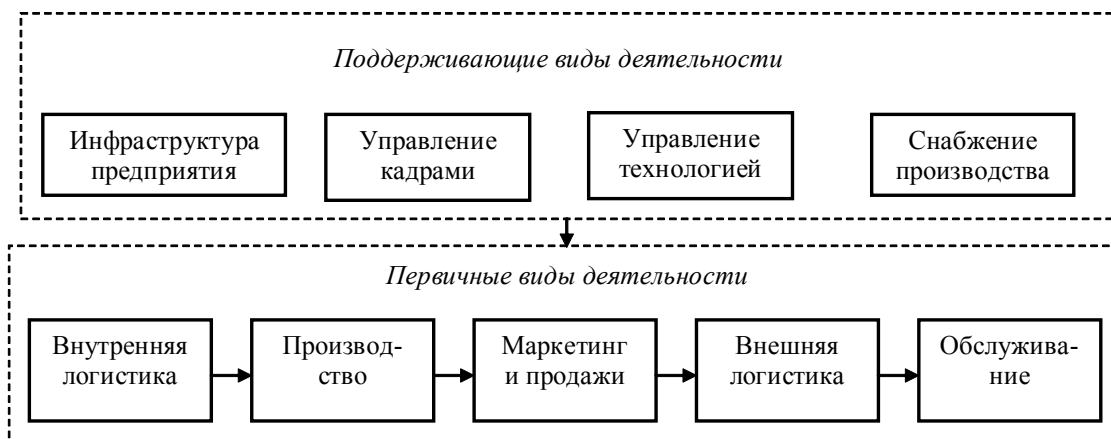 Поддерживающие виды деятельности
Инфраструктура
предприятия
Управление
кадрами
Управление
технологией
Снабжение
производства
Первичные виды деятельности
Внутренняя
логистика
Производ-
ство
Маркетинг
и продажи
Внешняя
логистика
Обслужива-
ние